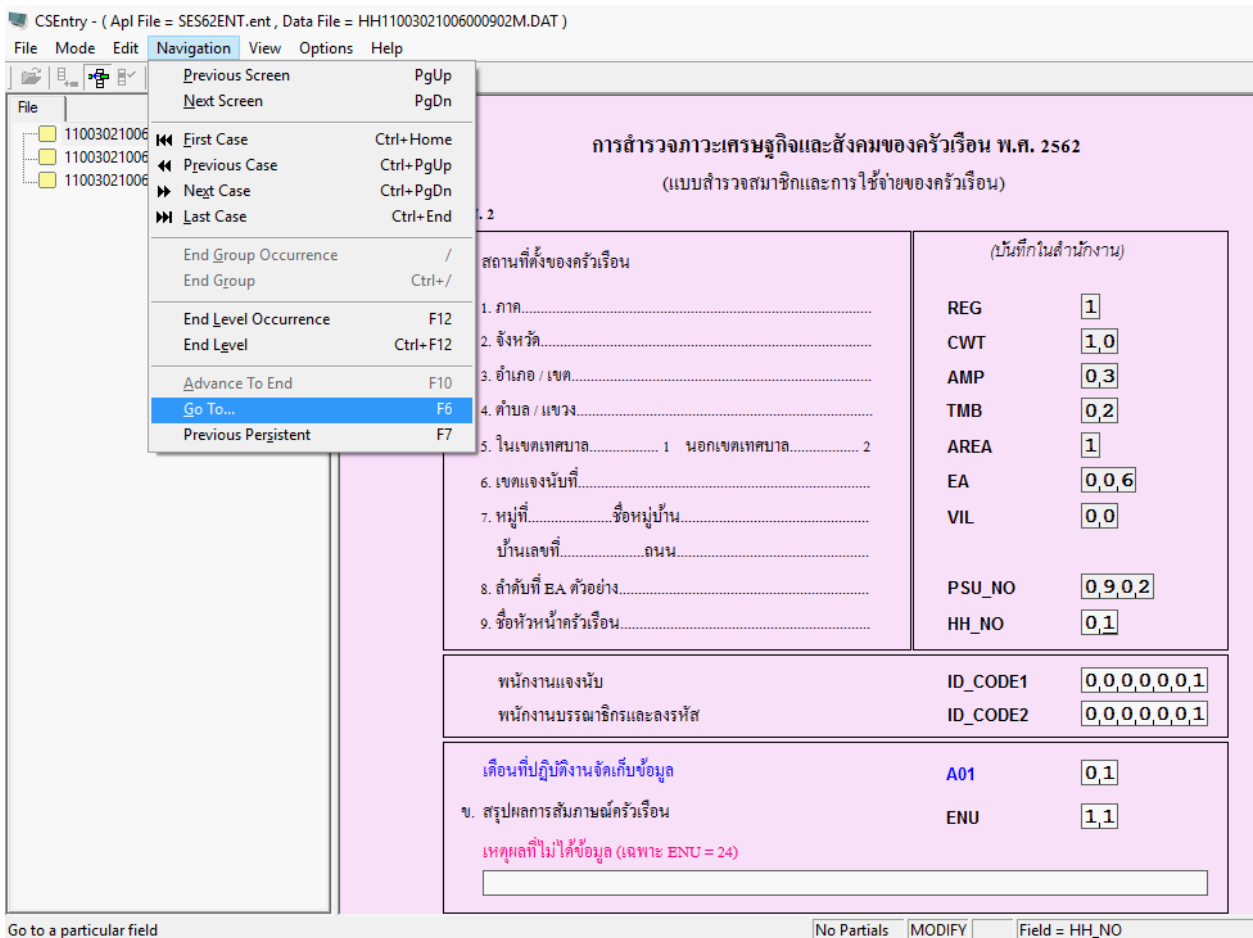 CSEntry - ( Apl File = SES62ENT.ent , Data File = HH11003021006000902M.DAT )
File Mode Edit Navigation View Options Help
Previous Screen PgUp
Next Screen PgDn
First Case Ctrl+Home
Previous Case Ctrl+PgUp
Next Case Ctrl+PgDn
Last Case Ctrl+End
End Group Occurrence /
End Group Ctrl+/
End Level Occurrence F12
End Level Ctrl+F12
Advance To End F10
Go To... F6
Previous Persistent F7
File
11003021006
11003021006
11003021006
การสำรวจภาวะเศรษฐกิจและสังคมของครัวเรือน พ.ศ. 2562
(แบบสำรวจสมาชิกและการใช้จ่ายของครัวเรือน)
. 2
สถานที่ตั้งของครัวเรือน
(บันทึกในสำนักงาน)
1. ภาค.......... REG 1
2. จังหวัด.......... CWT 1,0
3. อำเภอ / เขต.......... AMP 0,3
4. ตำบล / แขวง.......... TMB 0,2
5. ในเขตเทศบาล.......... 1 นอกเขตเทศบาล.......... 2 AREA 1
6. เขตแจงนับที่.......... EA 0,0,6
7. หมู่ที่..........ชื่อหมู่บ้าน.......... VIL 0,0
บ้านเลขที่..........ถนน..........
8. ลำดับที่ EA ตัวอย่าง.......... PSU_NO 0,9,0,2
9. ชื่อหัวหน้าครัวเรือน.......... HH_NO 0,1
พนักงานแจงนับ ID_CODE1 0,0,0,0,0,1
พนักงานบรรณาธิกรและลงรหัส ID_CODE2 0,0,0,0,0,1
เดือนที่ปฏิบัติงานจัดเก็บข้อมูล A01 0,1
ข. สรุปผลการสัมภาษณ์ครัวเรือน ENU 1,1
เหตุผลที่ไม่ได้ข้อมูล (เฉพาะ ENU = 24)
Go to a particular field No Partials MODIFY Field = HH_NO